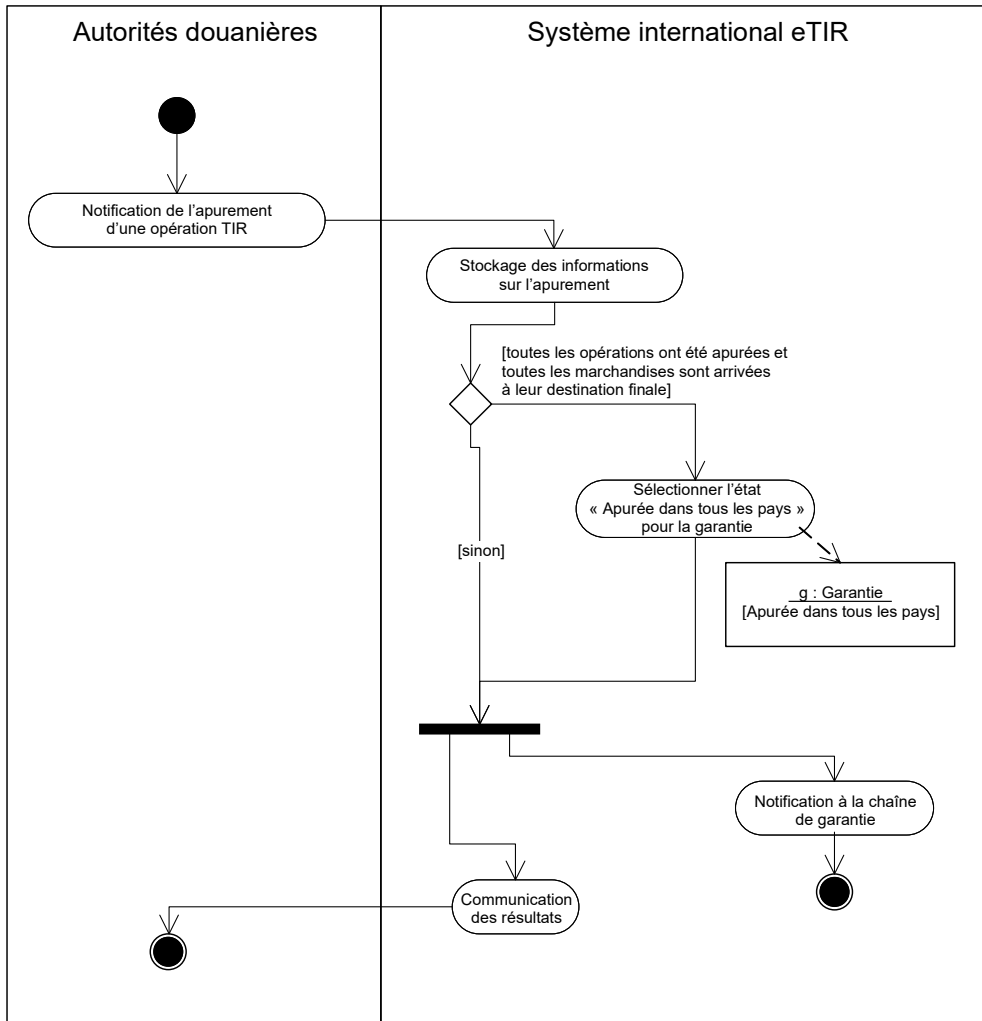 Autorités douanières
Système international eTIR
Notification de l’apurement
d’une opération TIR
Stockage des informations
sur l’apurement
[toutes les opérations ont été apurées et
toutes les marchandises sont arrivées
à leur destination finale]
Sélectionner l’état
« Apurée dans tous les pays »
pour la garantie
[sinon]
g : Garantie
[Apurée dans tous les pays]
Notification à la chaîne
de garantie
Communication
des résultats